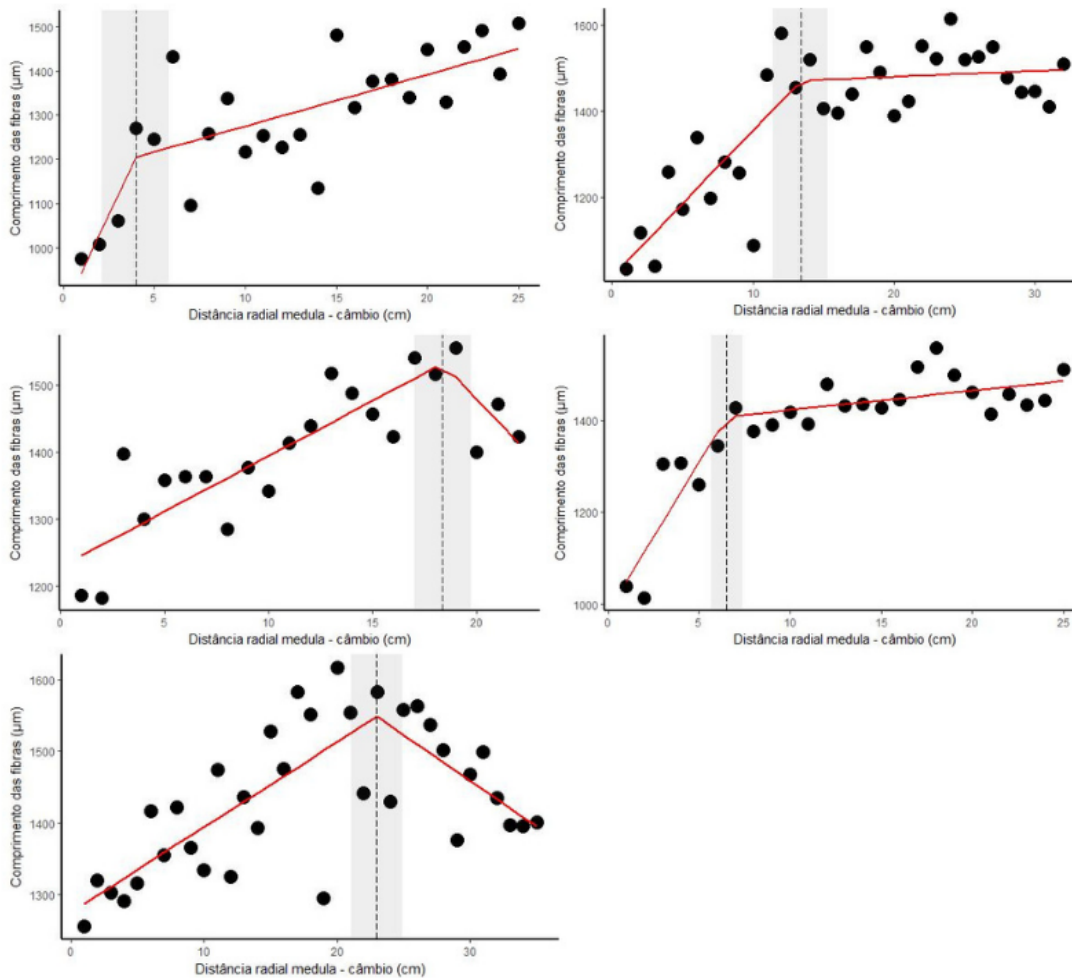 1500
1400
1300
1200
1100
1000
Comprimento das fibras (µm)
0 5 10 15 20 25
Distância radial medula - câmbio (cm)
1600
1400
1200
Comprimento das fibras (µm)
0 10 20 30
Distância radial medula - câmbio (cm)
1500
1400
1300
1200
Comprimento das fibras (µm)
0 5 10 15 20
Distância radial medula - câmbio (cm)
1400
1200
1000
Comprimento das fibras (µm)
0 5 10 15 20 25
Distância radial medula - câmbio (cm)
1600
1500
1400
1300
Comprimento das fibras (µm)
0 10 20 30
Distância radial medula - câmbio (cm)